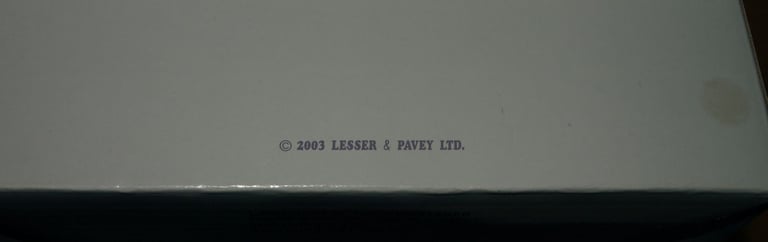 © 2003 LESSER & PAVEY LTD.